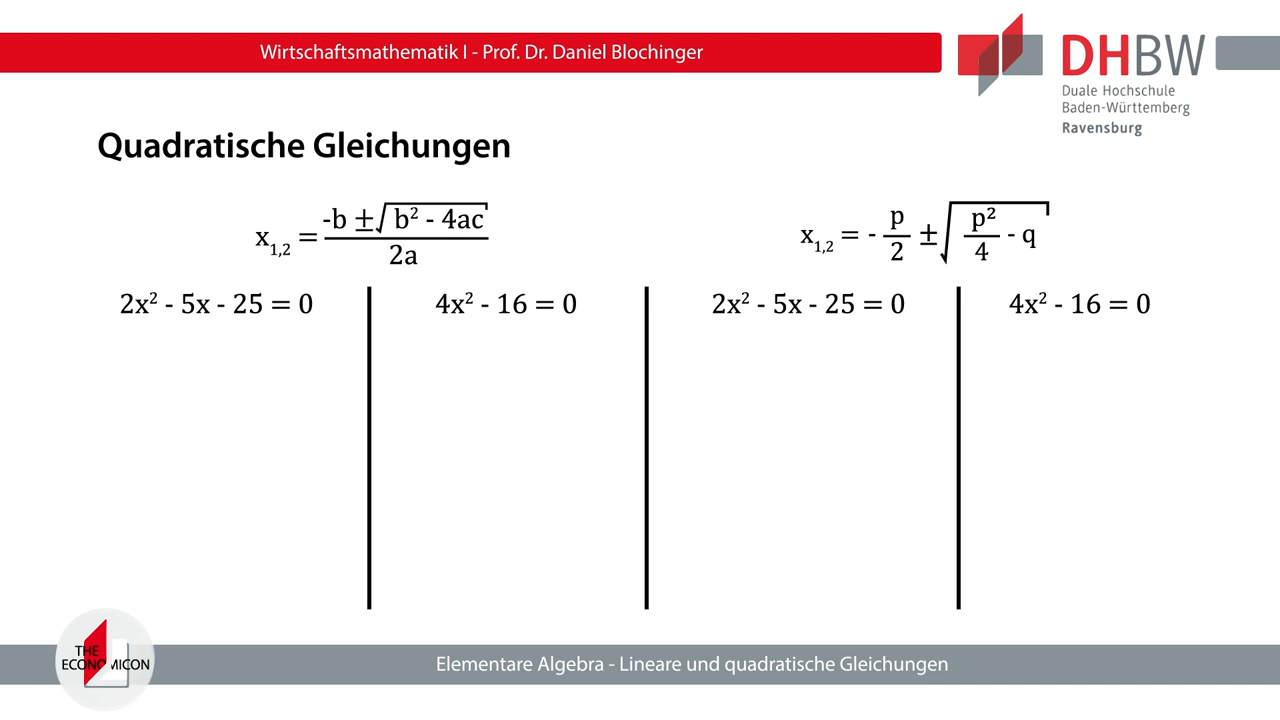 Wirtschaftsmathematik I - Prof. Dr. Daniel Blochinger
DHBW
Duale Hochschule
Baden-Württemberg
Ravensburg
Quadratische Gleichungen
x₁,₂ = (-b ± √(b² - 4ac)) / 2a
x₁,₂ = - p/2 ± √(p²/4 - q)
2x² - 5x - 25 = 0
4x² - 16 = 0
2x² - 5x - 25 = 0
4x² - 16 = 0
THE
ECONOMICON
Elementare Algebra - Lineare und quadratische Gleichungen